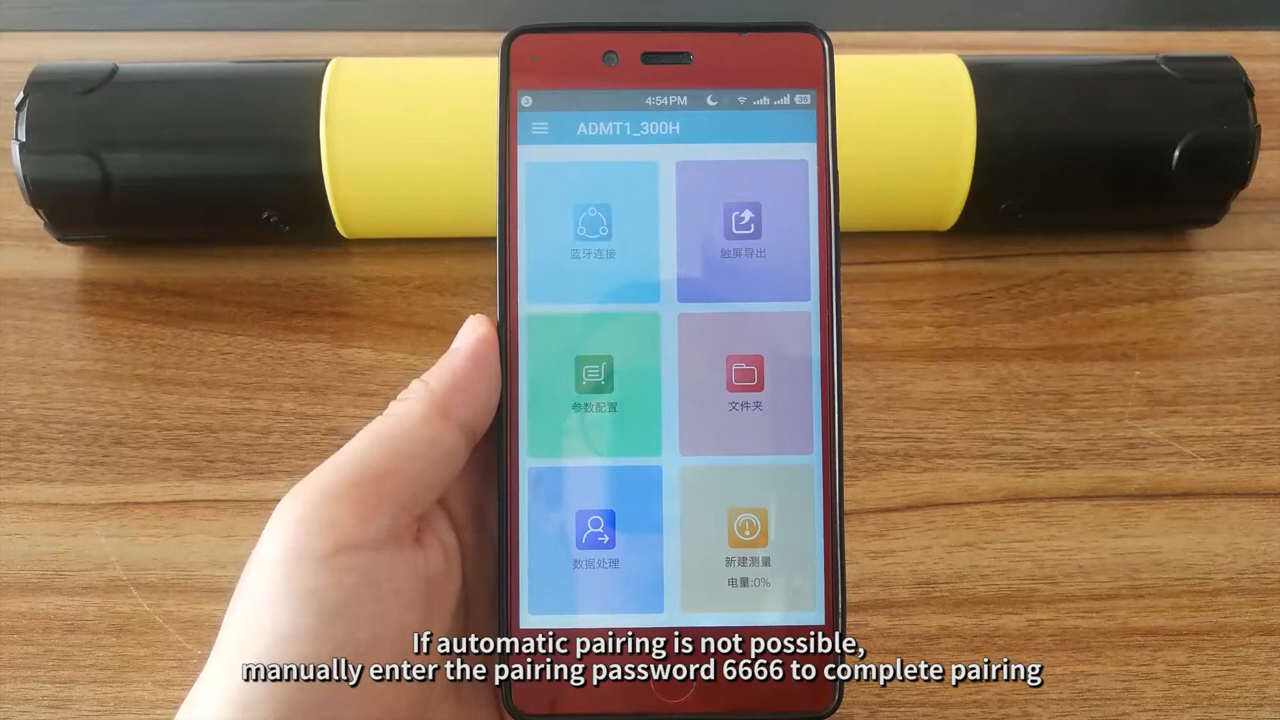 4:54PM
38
ADMT1_300H
蓝牙连接
触屏导出
参数配置
文件夹
数据处理
新建测量
电量:0%
If automatic pairing is not possible,
manually enter the pairing password 6666 to complete pairing